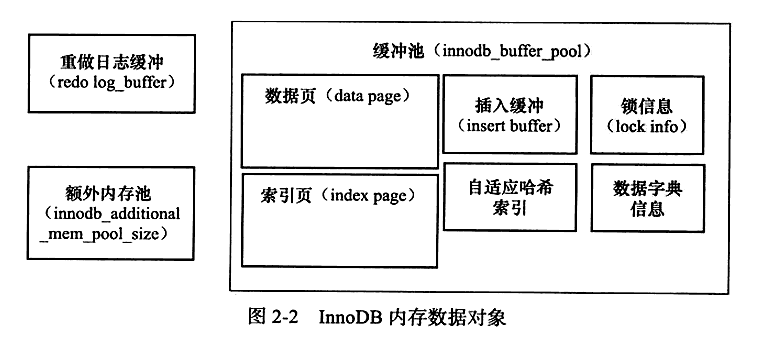 重做日志缓冲
（redo log_buffer）
额外内存池
（innodb_additional
_mem_pool_size）
缓冲池（innodb_buffer_pool）
数据页（data page）
插入缓冲
（insert buffer）
锁信息
（lock info）
索引页（index page）
自适应哈希
索引
数据字典
信息
图 2-2 InnoDB 内存数据对象